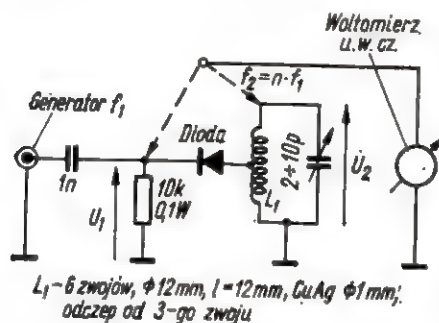 Woltomierz
u.w.cz.
f₂=n·f₁
Generator f₁
Dioda
1n
U₁
10k
0,1W
L₁
2÷10p
U₂
L₁-6 zwojów, ϕ12mm, l=12mm, CuAg ϕ1mm;
odczep od 3-go zwoju